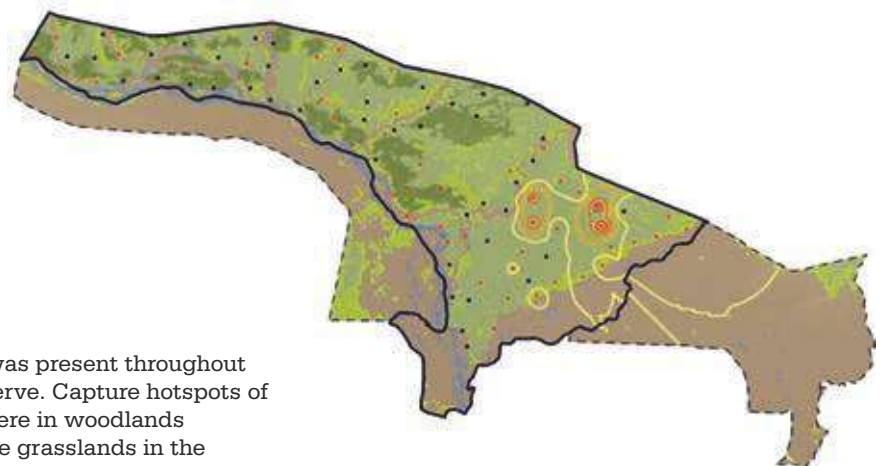 was present throughout
erve. Capture hotspots of
ere in woodlands
e grasslands in the